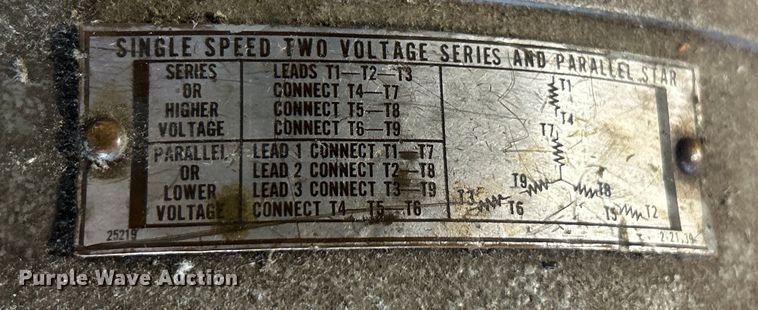 SINGLE SPEED TWO VOLTAGE SERIES AND PARALLEL STAR
SERIES OR HIGHER VOLTAGE
LEADS T1—T2—T3
CONNECT T4—T7
CONNECT T5—T8
CONNECT T6—T9
PARALLEL OR LOWER VOLTAGE
LEAD 1 CONNECT T1—T7
LEAD 2 CONNECT T2—T8
LEAD 3 CONNECT T3—T9
CONNECT T4—T5—T6
T1
T4
T7
T9 T8
T3 T6 T5 T2
25219
Purple Wave Auction